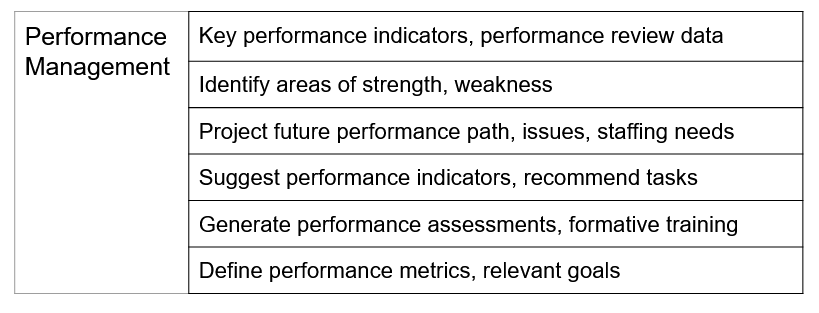 Performance
Management
Key performance indicators, performance review data
Identify areas of strength, weakness
Project future performance path, issues, staffing needs
Suggest performance indicators, recommend tasks
Generate performance assessments, formative training
Define performance metrics, relevant goals